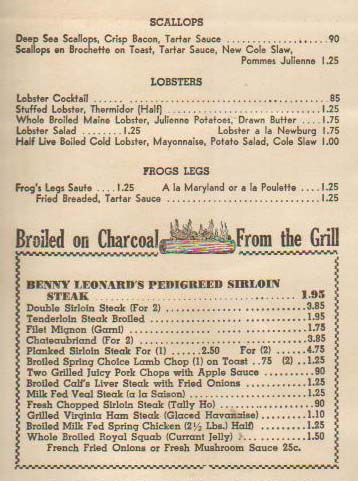 SCALLOPS
Deep Sea Scallops, Crisp Bacon, Tartar Sauce .................... 90
Scallops en Brochette on Toast, Tartar Sauce, New Cole Slaw,
Pommes Julienne 1.25
LOBSTERS
Lobster Cocktail .................... 85
Stuffed Lobster, Thermidor (Half) .................... 1.25
Whole Broiled Maine Lobster, Julienne Potatoes, Drawn Butter .... 1.75
Lobster Salad ........ 1.25 Lobster a la Newburg 1.75
Half Live Boiled Cold Lobster, Mayonnaise, Potato Salad, Cole Slaw 1.00
FROGS LEGS
Frog's Legs Saute .... 1.25 A la Maryland or a la Poulette .... 1.25
Fried Breaded, Tartar Sauce .................... 1.25
Broiled on Charcoal From the Grill
BENNY LEONARD'S PEDIGREED SIRLOIN
STEAK .................... 1.95
Double Sirloin Steak (For 2) .................... 3.85
Tenderloin Steak Broiled .................... 1.95
Filet Mignon (Garni) .................... 1.75
Chateaubriand (For 2) .................... 3.85
Planked Sirloin Steak For (1) ..... 2.50 For (2) .... 4.75
Broiled Spring Choice Lamb Chop (1) on Toast .. 75 (2) .. 1.25
Two Grilled Juicy Pork Chops with Apple Sauce ........ 90
Broiled Calf's Liver Steak with Fried Onions ........ 1.25
Milk Fed Veal Steak (a la Saison) .................... 1.25
Fresh Chopped Sirloin Steak (Tally Ho) .............. 90
Grilled Virginia Ham Steak (Glaced Havanaise) ........ 1.10
Broiled Milk Fed Spring Chicken (2½ Lbs.) Half) ...... 1.25
Whole Broiled Royal Squab (Currant Jelly) .......... 1.50
French Fried Onions or Fresh Mushroom Sauce 25c.